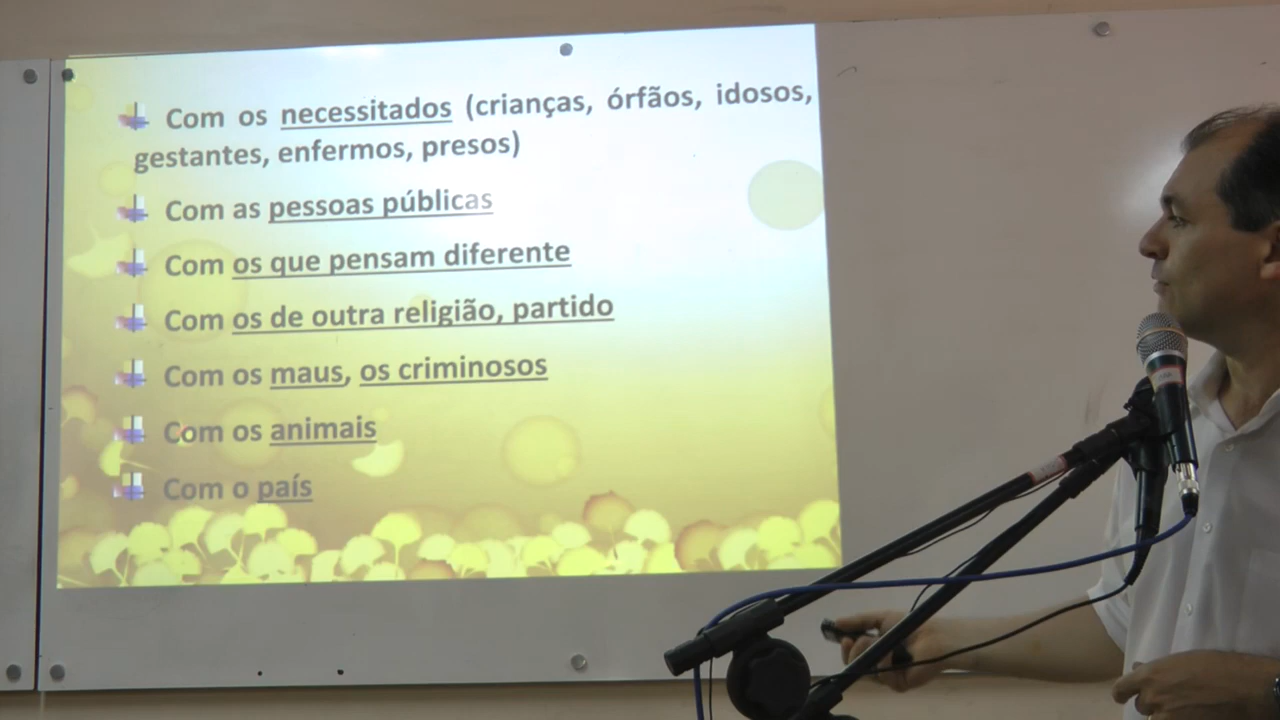 Com os necessitados (crianças, órfãos, idosos,
gestantes, enfermos, presos)
Com as pessoas públicas
Com os que pensam diferente
Com os de outra religião, partido
Com os maus, os criminosos
Com os animais
Com o país